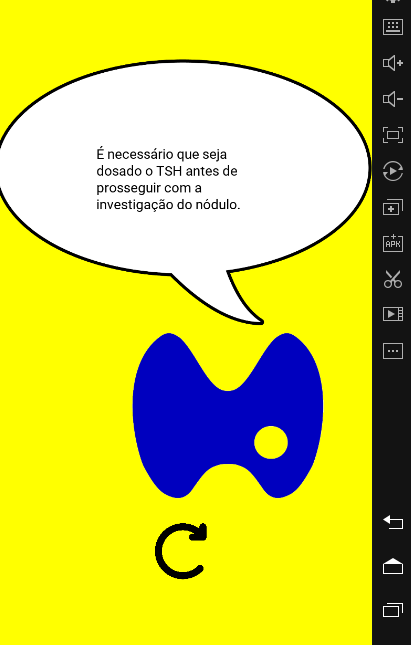 É necessário que seja
dosado o TSH antes de
prosseguir com a
investigação do nódulo.
APK